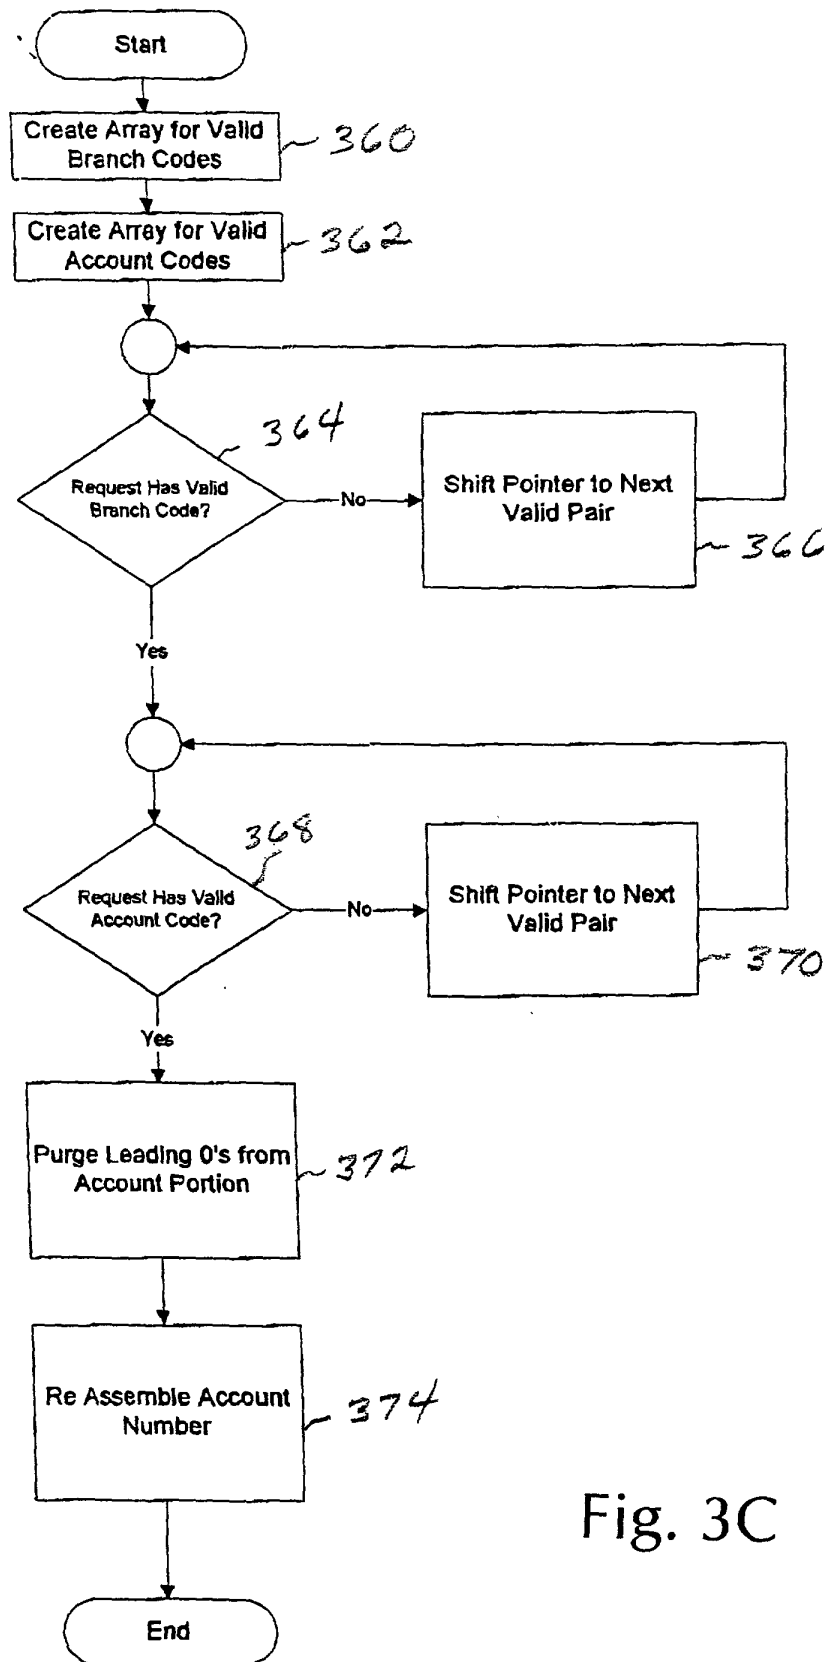 Start
Create Array for Valid
Branch Codes
360
Create Array for Valid
Account Codes
362
364
Request Has Valid
Branch Code?
No
Shift Pointer to Next
Valid Pair
366
Yes
368
Request Has Valid
Account Code?
No
Shift Pointer to Next
Valid Pair
370
Yes
Purge Leading 0's from
Account Portion
372
Re Assemble Account
Number
374
Fig. 3C
End